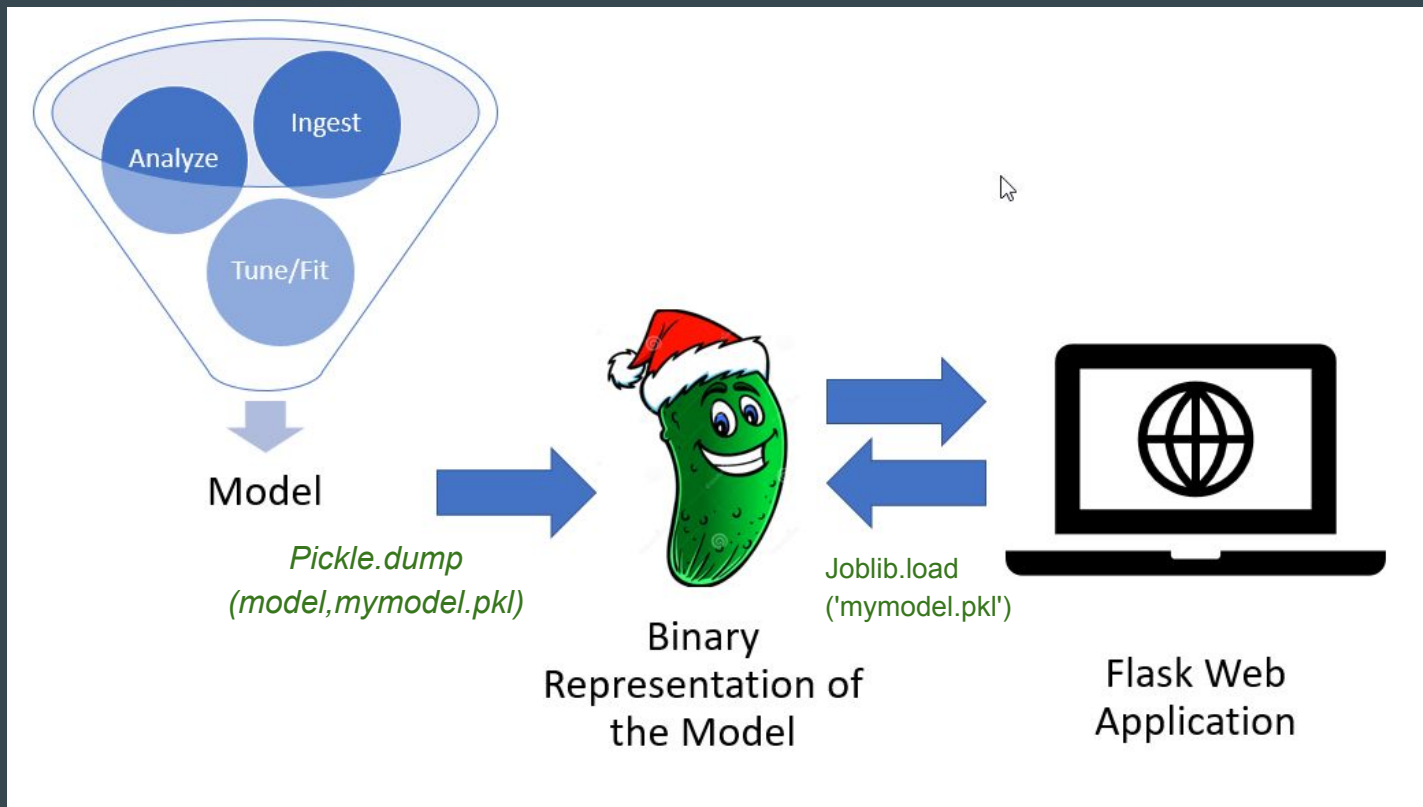 Ingest
Analyze
Tune/Fit
Model
Pickle.dump
(model,mymodel.pkl)
Binary
Representation of
the Model
Joblib.load
('mymodel.pkl')
Flask Web
Application